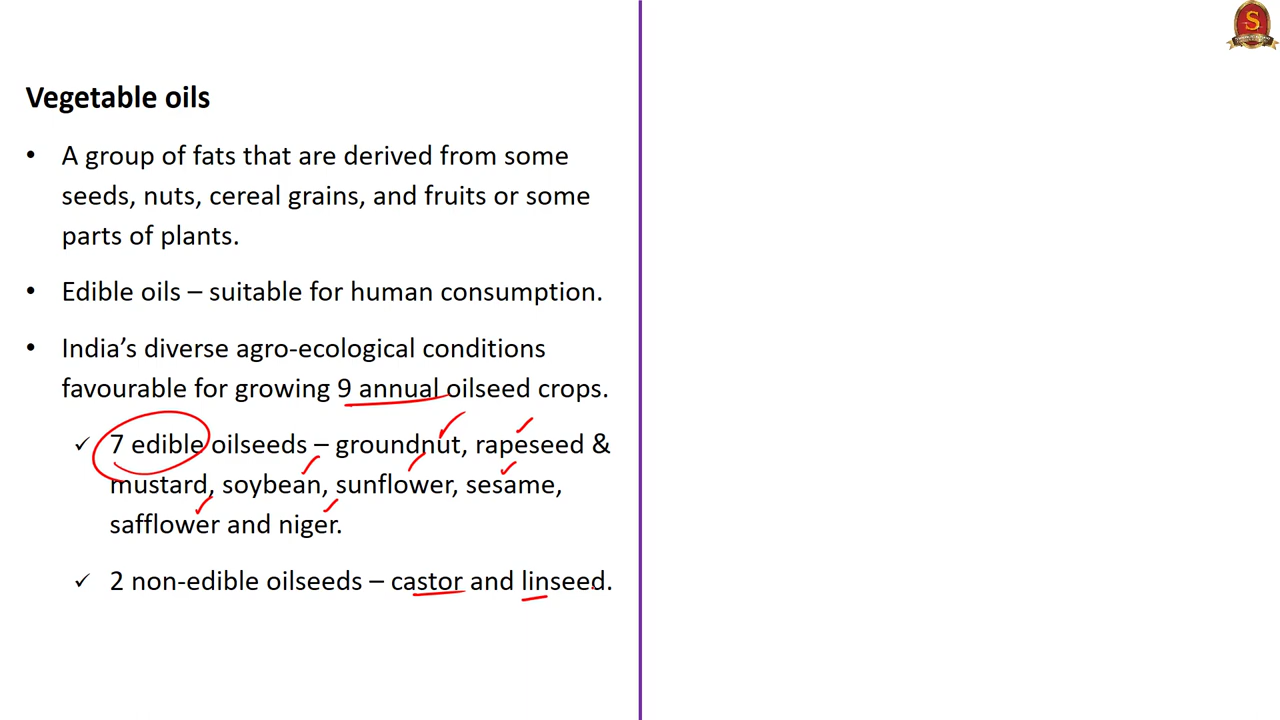 Vegetable oils
• A group of fats that are derived from some
seeds, nuts, cereal grains, and fruits or some
parts of plants.
• Edible oils – suitable for human consumption.
• India’s diverse agro-ecological conditions
favourable for growing 9 annual oilseed crops.
✓ 7 edible oilseeds – groundnut, rapeseed &
mustard, soybean, sunflower, sesame,
safflower and niger.
✓ 2 non-edible oilseeds – castor and linseed.
S